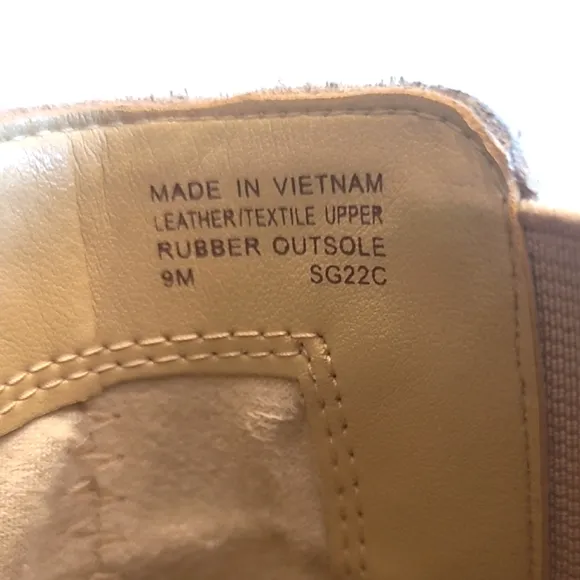 MADE IN VIETNAM
LEATHER/TEXTILE UPPER
RUBBER OUTSOLE
9M SG22C